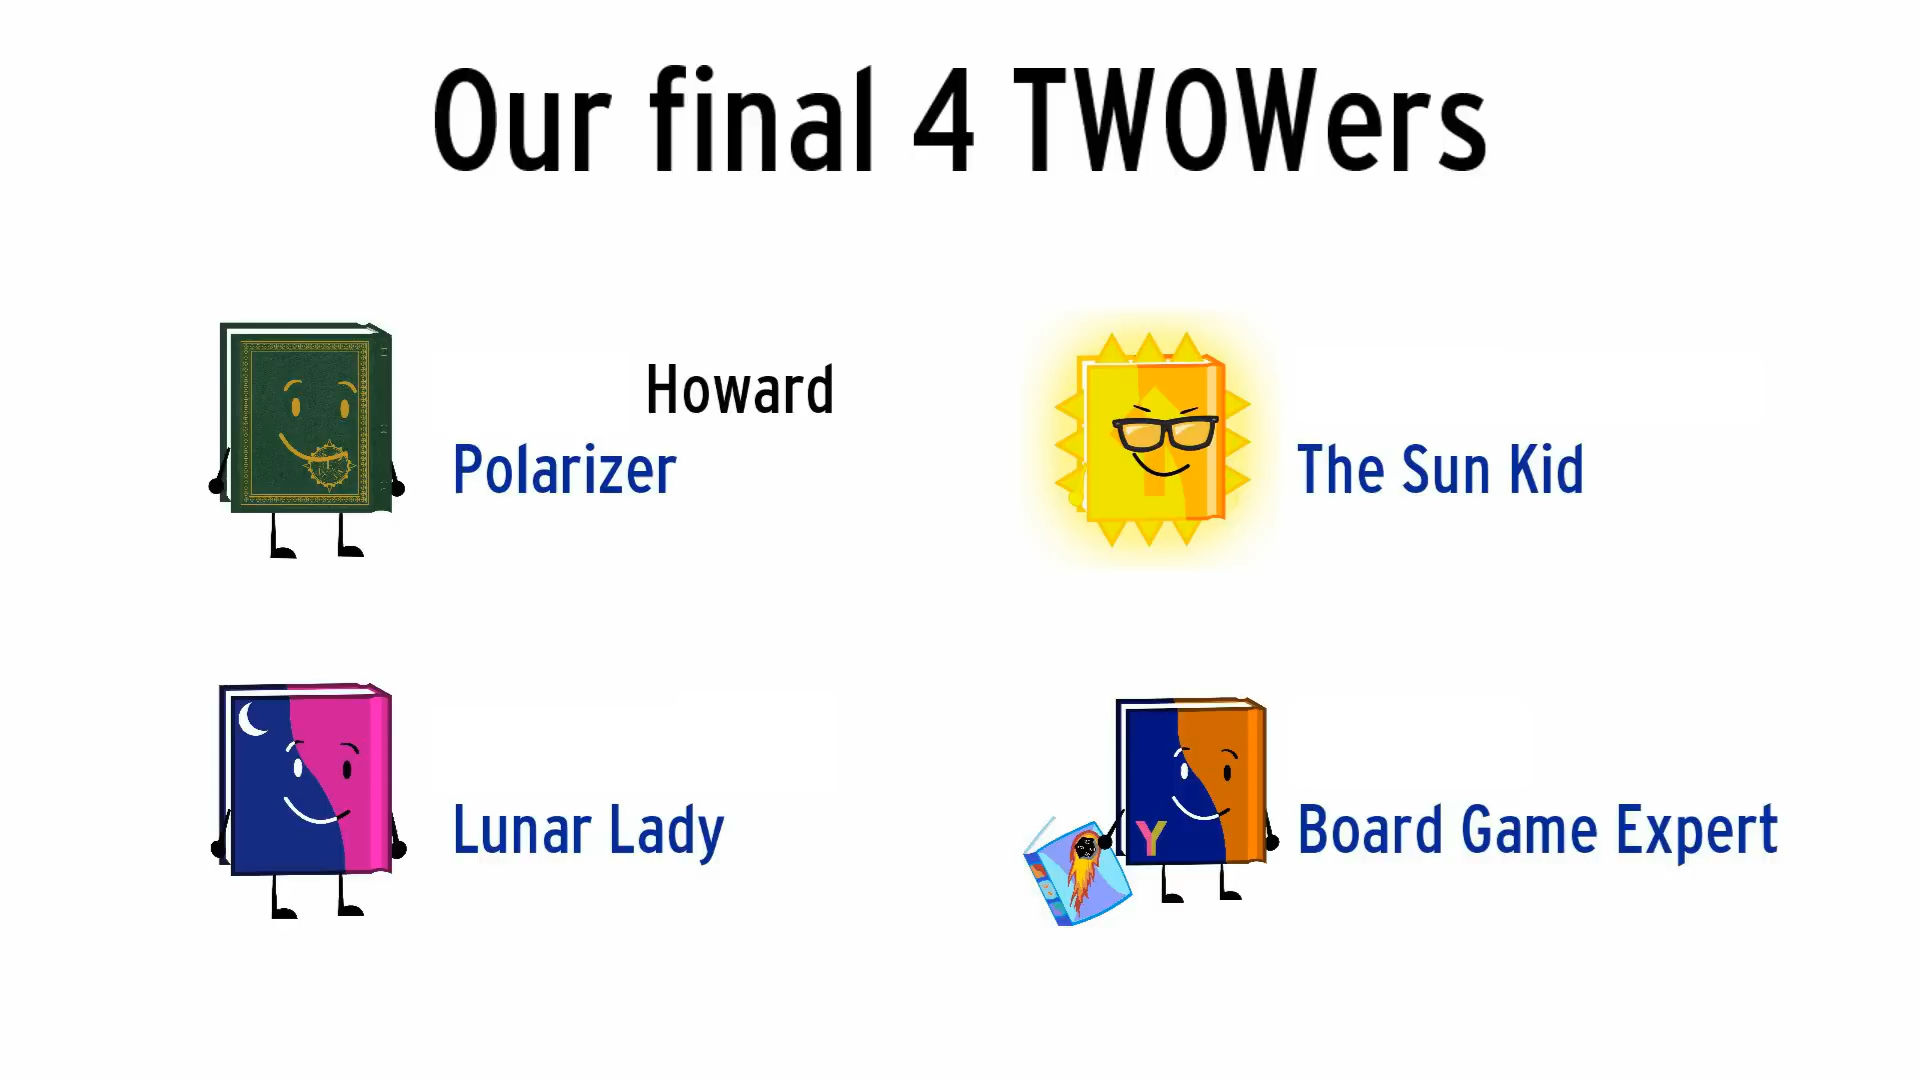 Our final 4 TWOWers
Howard
Polarizer
The Sun Kid
Lunar Lady
Y
Board Game Expert